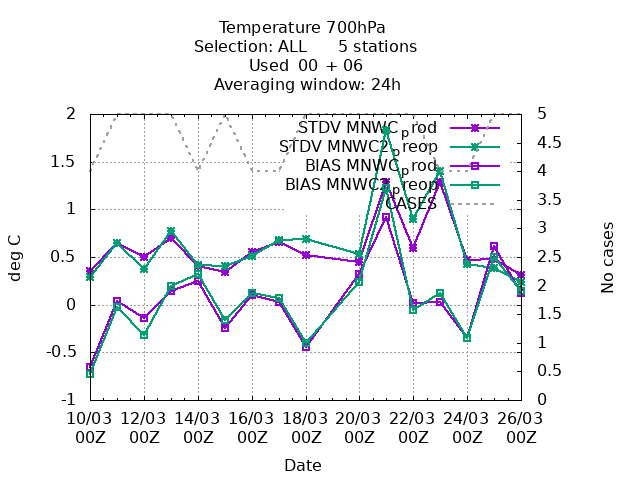 Temperature 700hPa
Selection: ALL 5 stations
Used 00 + 06
Averaging window: 24h
STDV MNWC_prod
STDV MNWC2_preop
BIAS MNWC_prod
BIAS MNWC2_preop
CASES
2
1.5
1
0.5
0
-0.5
-1
deg C
5
4.5
4
3.5
3
2.5
2
1.5
1
0.5
0
No cases
10/03 12/03 14/03 16/03 18/03 20/03 22/03 24/03 26/03
00Z 00Z 00Z 00Z 00Z 00Z 00Z 00Z 00Z
Date